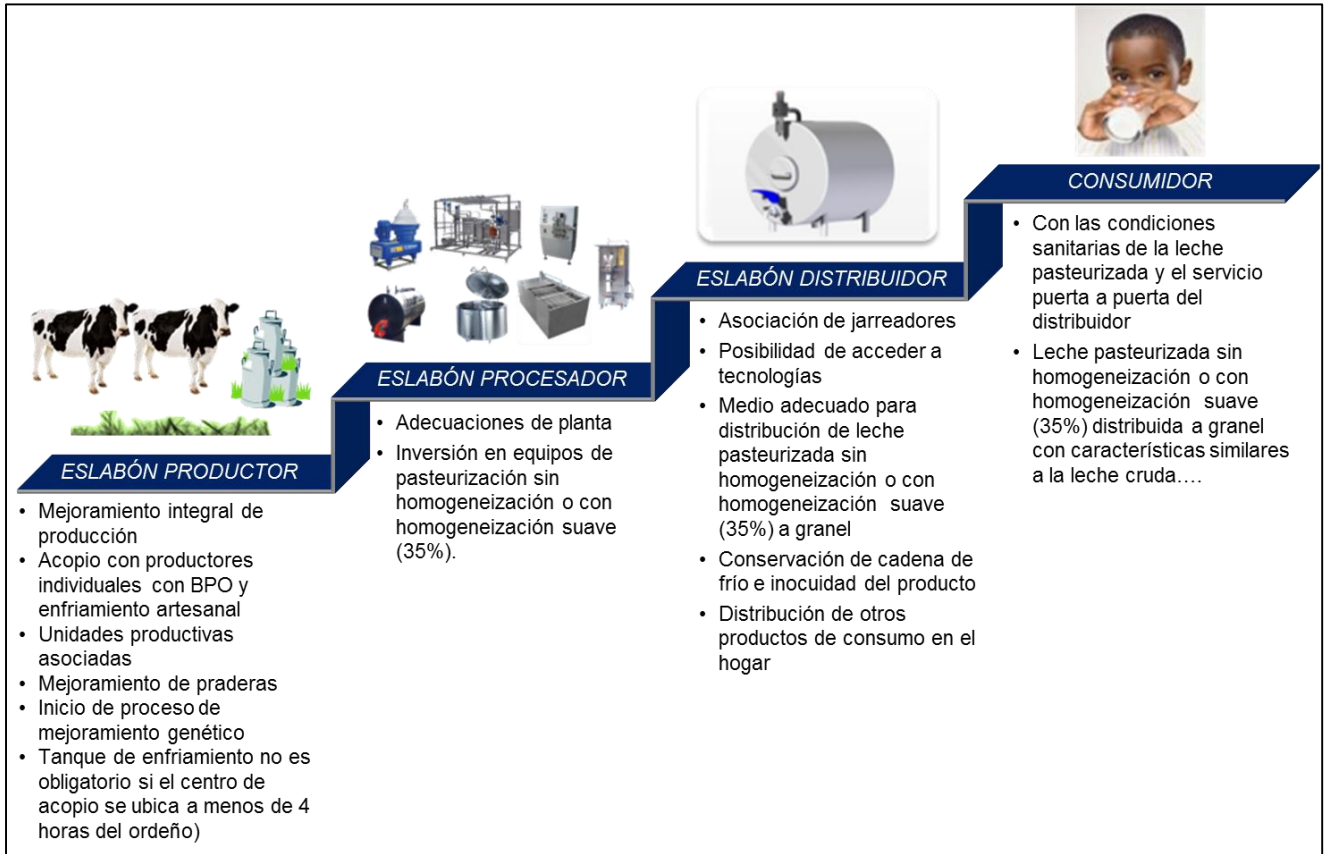 ESLABÓN PRODUCTOR
• Mejoramiento integral de
producción
• Acopio con productores
individuales con BPO y
enfriamiento artesanal
• Unidades productivas
asociadas
• Mejoramiento de praderas
• Inicio de proceso de
mejoramiento genético
• Tanque de enfriamiento no es
obligatorio si el centro de
acopio se ubica a menos de 4
horas del ordeño)
ESLABÓN PROCESADOR
• Adecuaciones de planta
• Inversión en equipos de
pasteurización sin
homogeneización o con
homogeneización suave
(35%).
ESLABÓN DISTRIBUIDOR
• Asociación de jarreadores
• Posibilidad de acceder a
tecnologías
• Medio adecuado para
distribución de leche
pasteurizada sin
homogeneización o con
homogeneización suave
(35%) a granel
• Conservación de cadena de
frío e inocuidad del producto
• Distribución de otros
productos de consumo en el
hogar
CONSUMIDOR
• Con las condiciones
sanitarias de la leche
pasteurizada y el servicio
puerta a puerta del
distribuidor
• Leche pasteurizada sin
homogeneización o con
homogeneización suave
(35%) distribuida a granel
con características similares
a la leche cruda….